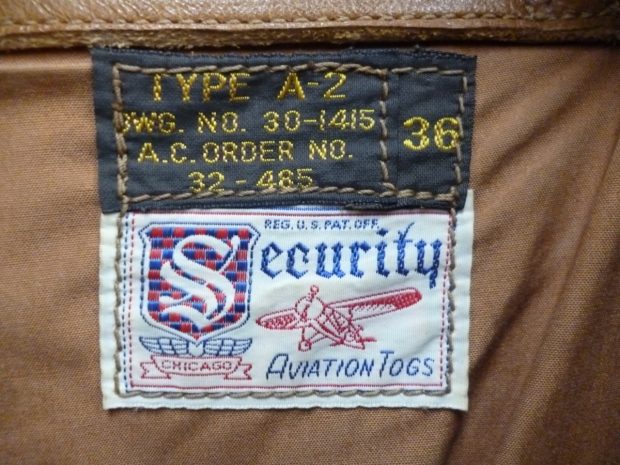 TYPE A-2
DWG. NO. 30-1415
36
A.C. ORDER NO.
32-485
REG. U.S. PAT. OFF.
Security
CHICAGO
AVIATION TOGS